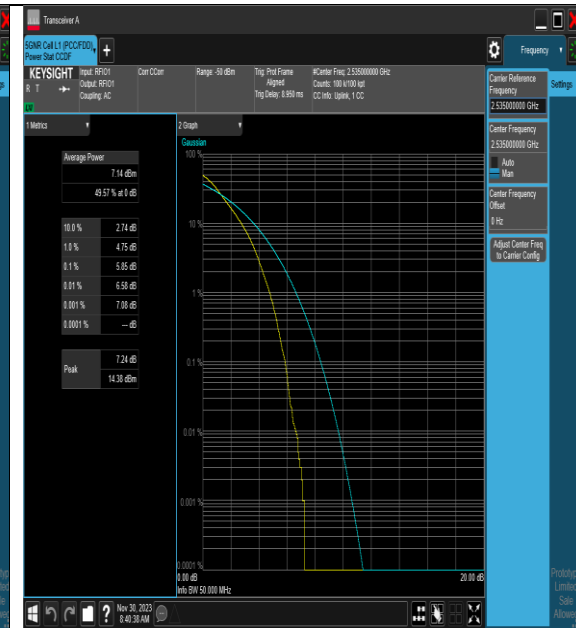 Transceiver A
5GNR Cell L1 (PCC/FDD),
Power Stat CCDF
Frequency
KEYSIGHT
R T
LV
Input: RFIO1
Output: RFIO1
Coupling: AC
Corr CCorr
Range: -50 dBm
Trig: Prot Frame
Aligned
Trig Delay: 8.950 ms
#Center Freq: 2.535000000 GHz
Counts: 100 k/100 kpt
CC Info: Uplink, 1 CC
Carrier Reference
Frequency
2.535000000 GHz
Settings
Center Frequency
2.535000000 GHz
Auto
Man
Center Frequency
Offset
0 Hz
Adjust Center Freq
to Carrier Config
1 Metrics
Average Power
7.14 dBm
49.57 % at 0 dB
10.0 % 2.74 dB
1.0 % 4.75 dB
0.1 % 5.85 dB
0.01 % 6.58 dB
0.001 % 7.08 dB
0.0001 % --- dB
Peak
7.24 dB
14.38 dBm
2 Graph
Gaussian
100 %
10 %
1 %
0.1 %
0.01 %
0.001 %
0.0001 %
0.00 dB
20.00 dB
Info BW 50.000 MHz
Nov 30, 2023
8:40:38 AM